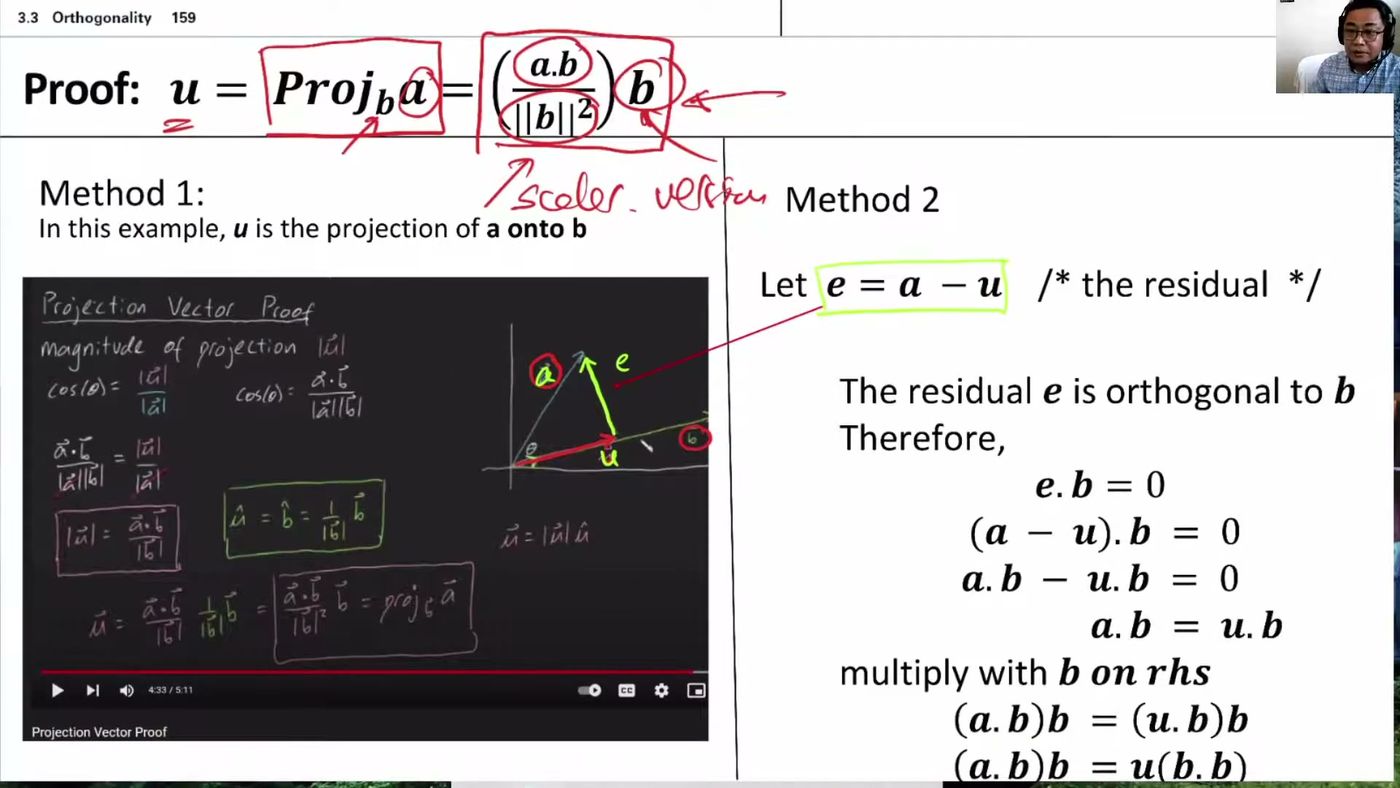 3.3 Orthogonality 159
Proof: u = Proj_b a = (a.b / ||b||²) b
scaler. version
Method 1:
In this example, u is the projection of a onto b
Projection Vector Proof
magnitude of projection |u⃗|
cos(θ) = |u⃗| / |a⃗|
cos(θ) = a⃗·b⃗ / |a⃗||b⃗|
a⃗·b⃗ / |a⃗||b⃗| = |u⃗| / |a⃗|
|u⃗| = a⃗·b⃗ / |b⃗|
û = b̂ = 1/|b⃗| b⃗
u⃗ = |u⃗| û
u⃗ = a⃗·b⃗/|b⃗| 1/|b⃗| b⃗ = a⃗·b⃗/|b⃗|² b⃗ = proj_b⃗ a⃗
a
e
θ
u
b
4:33 / 5:11
CC
Projection Vector Proof
Method 2
Let e = a − u /* the residual */
The residual e is orthogonal to b
Therefore,
e.b = 0
(a − u).b = 0
a.b − u.b = 0
a.b = u.b
multiply with b on rhs
(a.b)b = (u.b)b
(a.b)b = u(b.b)